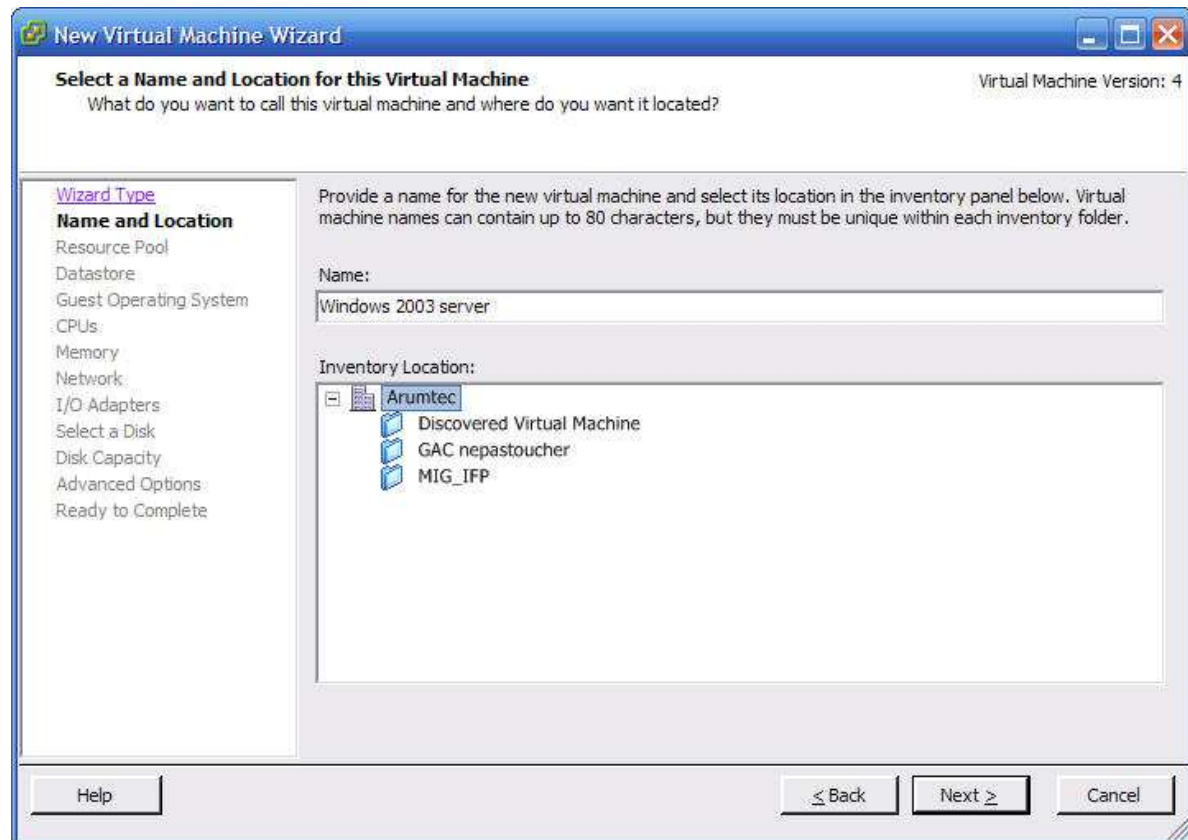 New Virtual Machine Wizard
Select a Name and Location for this Virtual Machine
What do you want to call this virtual machine and where do you want it located?
Virtual Machine Version: 4
Wizard Type
Name and Location
Resource Pool
Datastore
Guest Operating System
CPUs
Memory
Network
I/O Adapters
Select a Disk
Disk Capacity
Advanced Options
Ready to Complete
Provide a name for the new virtual machine and select its location in the inventory panel below. Virtual
machine names can contain up to 80 characters, but they must be unique within each inventory folder.
Name:
Windows 2003 server
Inventory Location:
Arumtec
Discovered Virtual Machine
GAC nepastoucher
MIG_IFP
Help
< Back
Next >
Cancel